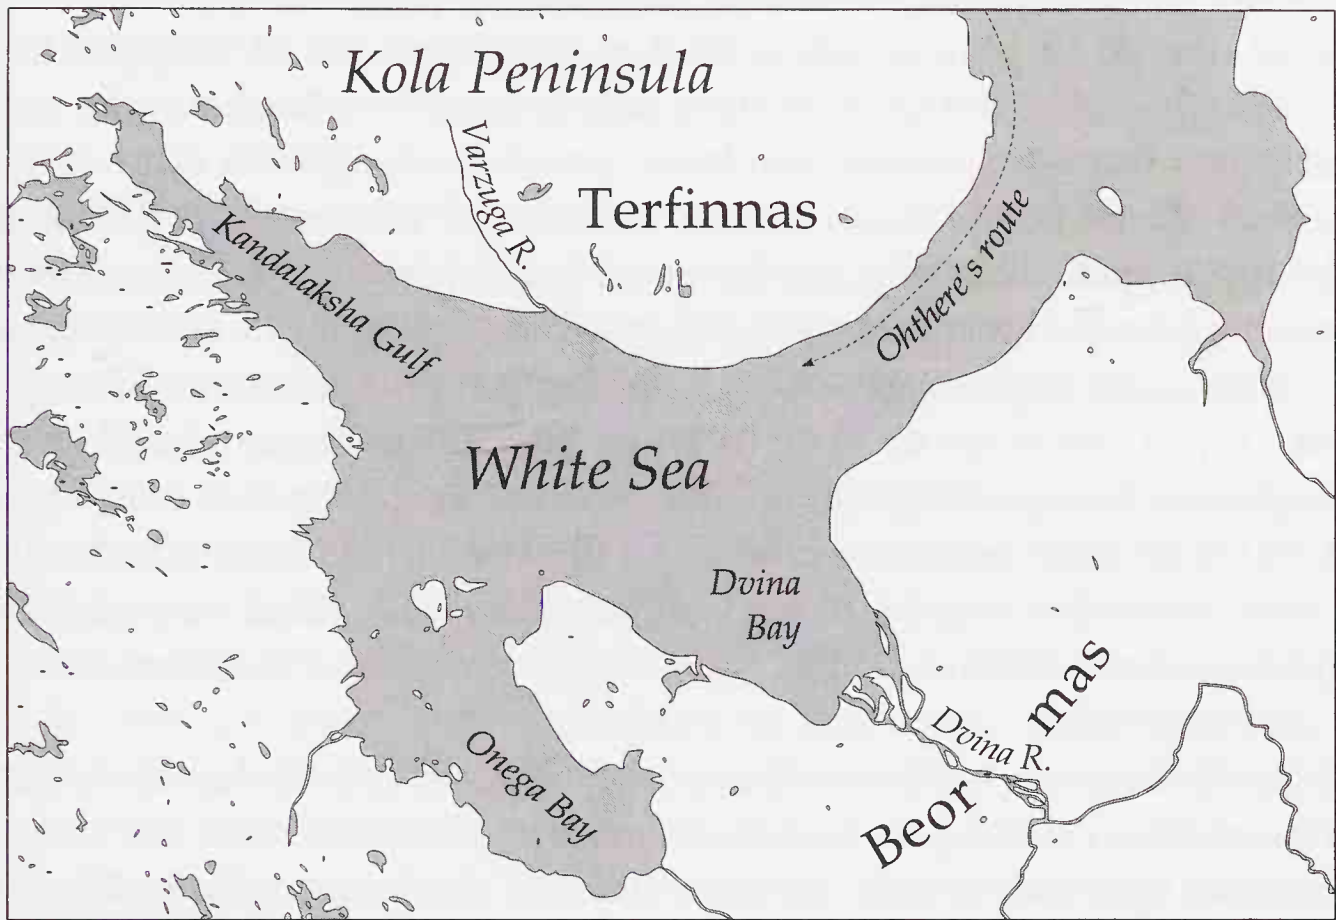 Kola Peninsula
Varzuga R.
Terfinnas
Kandalaksha Gulf
Ohthere's route
White Sea
Dvina
Bay
mas
Dvina R.
Onega Bay
Beor